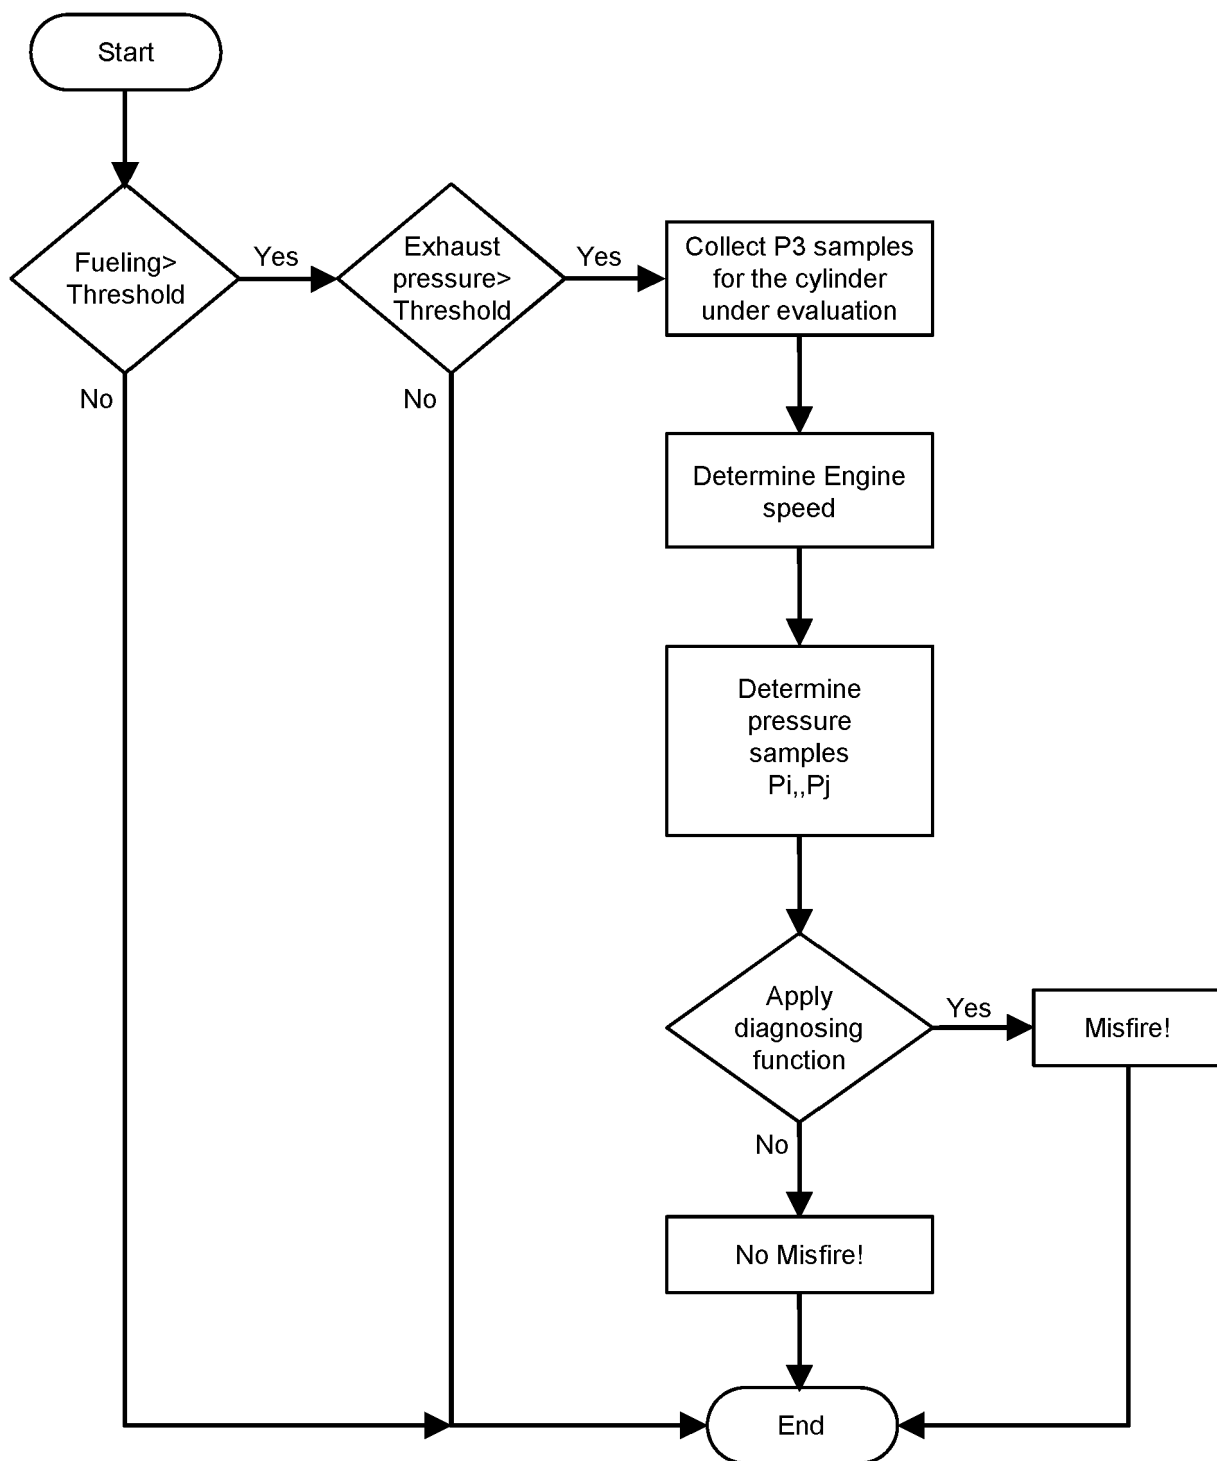 Start
Fueling>
Threshold
Yes
No
Exhaust
pressure>
Threshold
Yes
No
Collect P3 samples
for the cylinder
under evaluation
Determine Engine
speed
Determine
pressure
samples
Pi,,Pj
Apply
diagnosing
function
Yes
Misfire!
No
No Misfire!
End